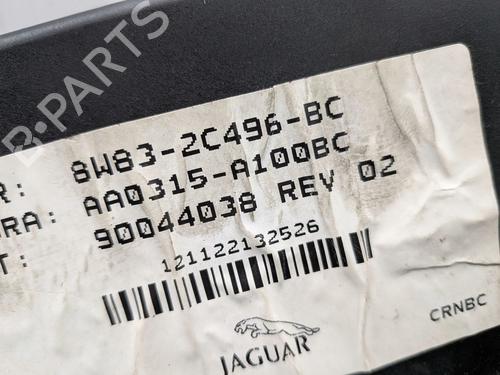 B-PARTS
R: 8W83-2C496-BC
RA: AA0315-A100BC
T: 90044038 REV 02
121122132526
CRNBC
JAGUAR